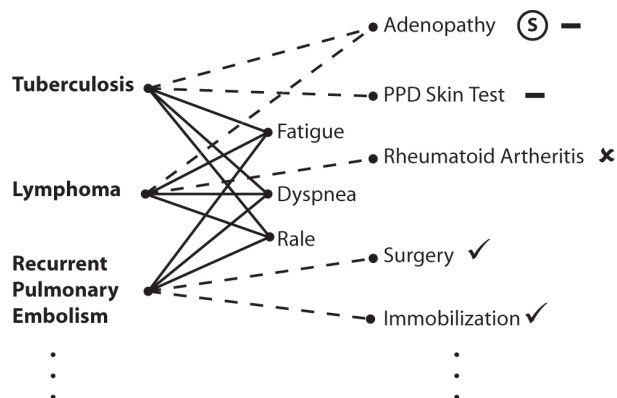 Adenopathy S
Tuberculosis
PPD Skin Test
Fatigue
Rheumatoid Artheritis
Lymphoma
Dyspnea
Rale
Surgery
Recurrent
Pulmonary
Embolism
Immobilization